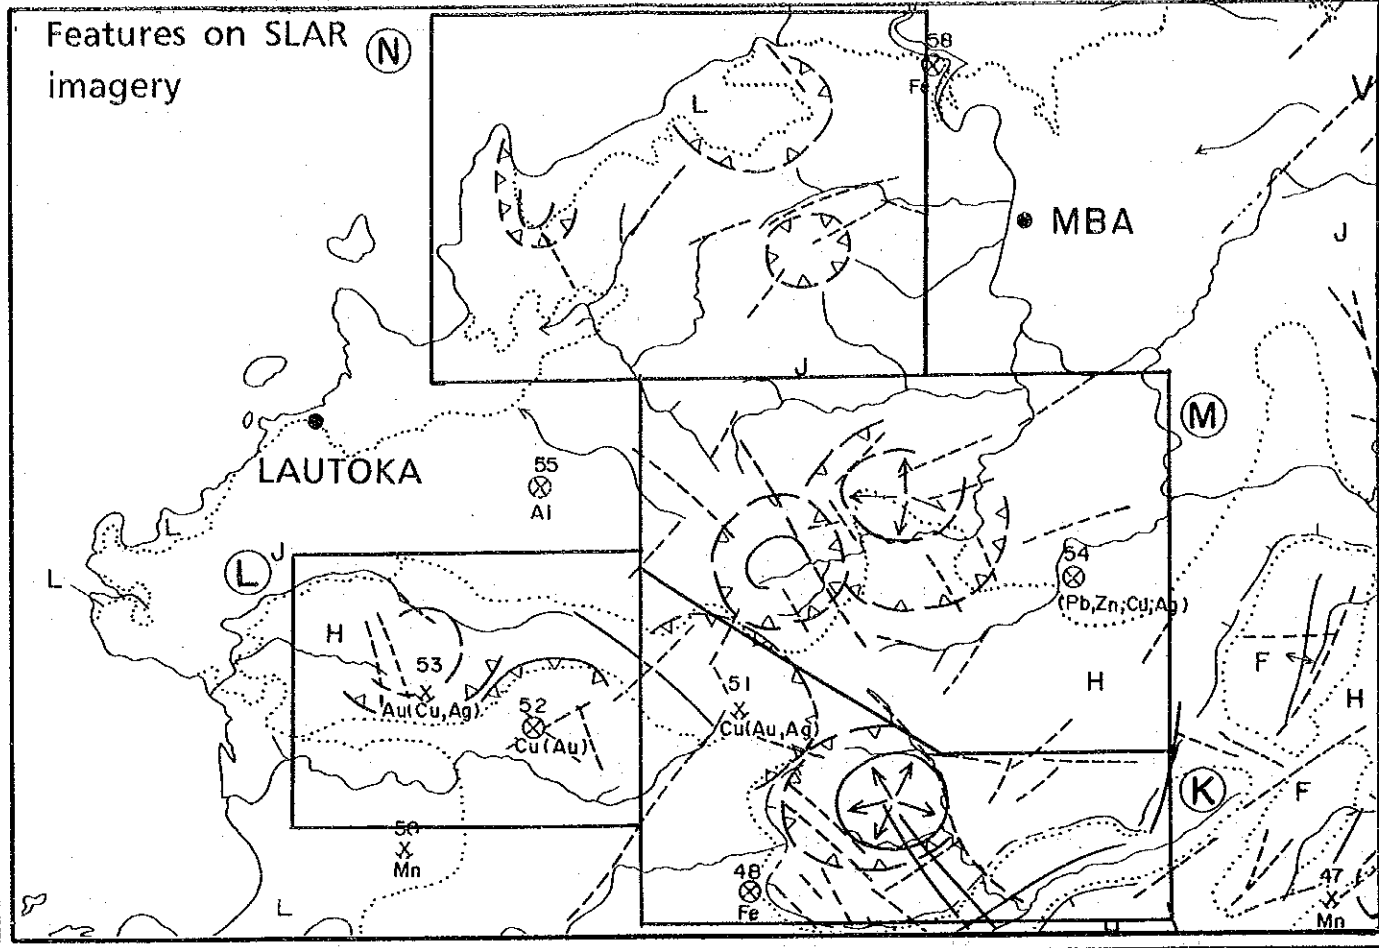 Features on SLAR
imagery
N
58
Fe
L
V
MBA
J
J
M
LAUTOKA
55
Al
L
J
L
L
54
(Pb,Zn,Cu,Ag)
H
53
Au(Cu,Ag)
52
Cu(Au)
51
Cu(Au,Ag)
H
F
H
K
F
50
Mn
48
Fe
47
Mn
L
H